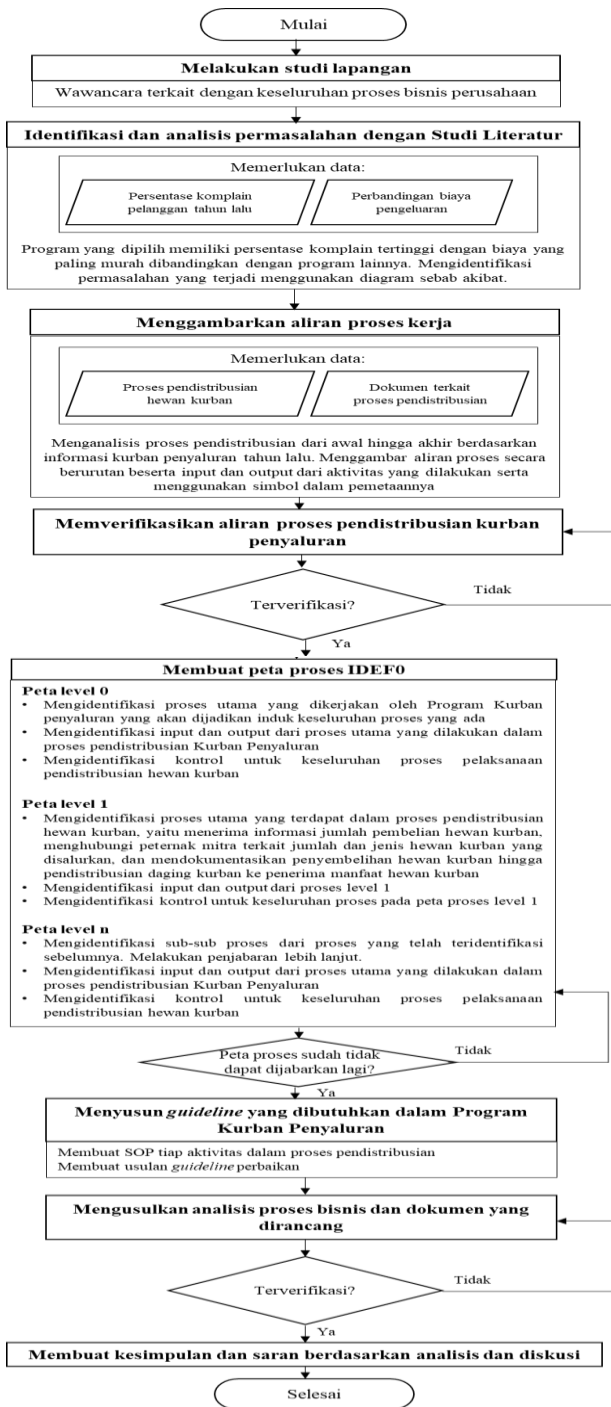 Mulai
Melakukan studi lapangan
Wawancara terkait dengan keseluruhan proses bisnis perusahaan
Identifikasi dan analisis permasalahan dengan Studi Literatur
Memerlukan data:
Persentase komplain
pelanggan tahun lalu
Perbandingan biaya
pengeluaran
Program yang dipilih memiliki persentase komplain tertinggi dengan biaya yang
paling murah dibandingkan dengan program lainnya. Mengidentifikasi
permasalahan yang terjadi menggunakan diagram sebab akibat.
Menggambarkan aliran proses kerja
Memerlukan data:
Proses pendistribusian
hewan kurban
Dokumen terkait
proses pendistribusian
Menganalisis proses pendistribusian dari awal hingga akhir berdasarkan
informasi kurban penyaluran tahun lalu. Menggambar aliran proses secara
berurutan beserta input dan output dari aktivitas yang dilakukan serta
menggunakan simbol dalam pemetaannya
Memverifikasikan aliran proses pendistribusian kurban
penyaluran
Terverifikasi?
Tidak
Ya
Membuat peta proses IDEF0
Peta level 0
• Mengidentifikasi proses utama yang dikerjakan oleh Program Kurban
penyaluran yang akan dijadikan induk keseluruhan proses yang ada
• Mengidentifikasi input dan output dari proses utama yang dilakukan dalam
proses pendistribusian Kurban Penyaluran
• Mengidentifikasi kontrol untuk keseluruhan proses pelaksanaan
pendistribusian hewan kurban
Peta level 1
• Mengidentifikasi proses utama yang terdapat dalam proses pendistribusian
hewan kurban, yaitu menerima informasi jumlah pembelian hewan kurban,
menghubungi peternak mitra terkait jumlah dan jenis hewan kurban yang
disalurkan, dan mendokumentasikan penyembelihan hewan kurban hingga
pendistribusian daging kurban ke penerima manfaat hewan kurban
• Mengidentifikasi input dan output dari proses level 1
• Mengidentifikasi kontrol untuk keseluruhan proses pada peta proses level 1
Peta level n
• Mengidentifikasi sub-sub proses dari proses yang telah teridentifikasi
sebelumnya. Melakukan penjabaran lebih lanjut.
• Mengidentifikasi input dan output dari proses utama yang dilakukan dalam
proses pendistribusian Kurban Penyaluran
• Mengidentifikasi kontrol untuk keseluruhan proses pelaksanaan
pendistribusian hewan kurban
Peta proses sudah tidak
dapat dijabarkan lagi?
Tidak
Ya
Menyusun guideline yang dibutuhkan dalam Program
Kurban Penyaluran
Membuat SOP tiap aktivitas dalam proses pendistribusian
Membuat usulan guideline perbaikan
Mengusulkan analisis proses bisnis dan dokumen yang
dirancang
Terverifikasi?
Tidak
Ya
Membuat kesimpulan dan saran berdasarkan analisis dan diskusi
Selesai